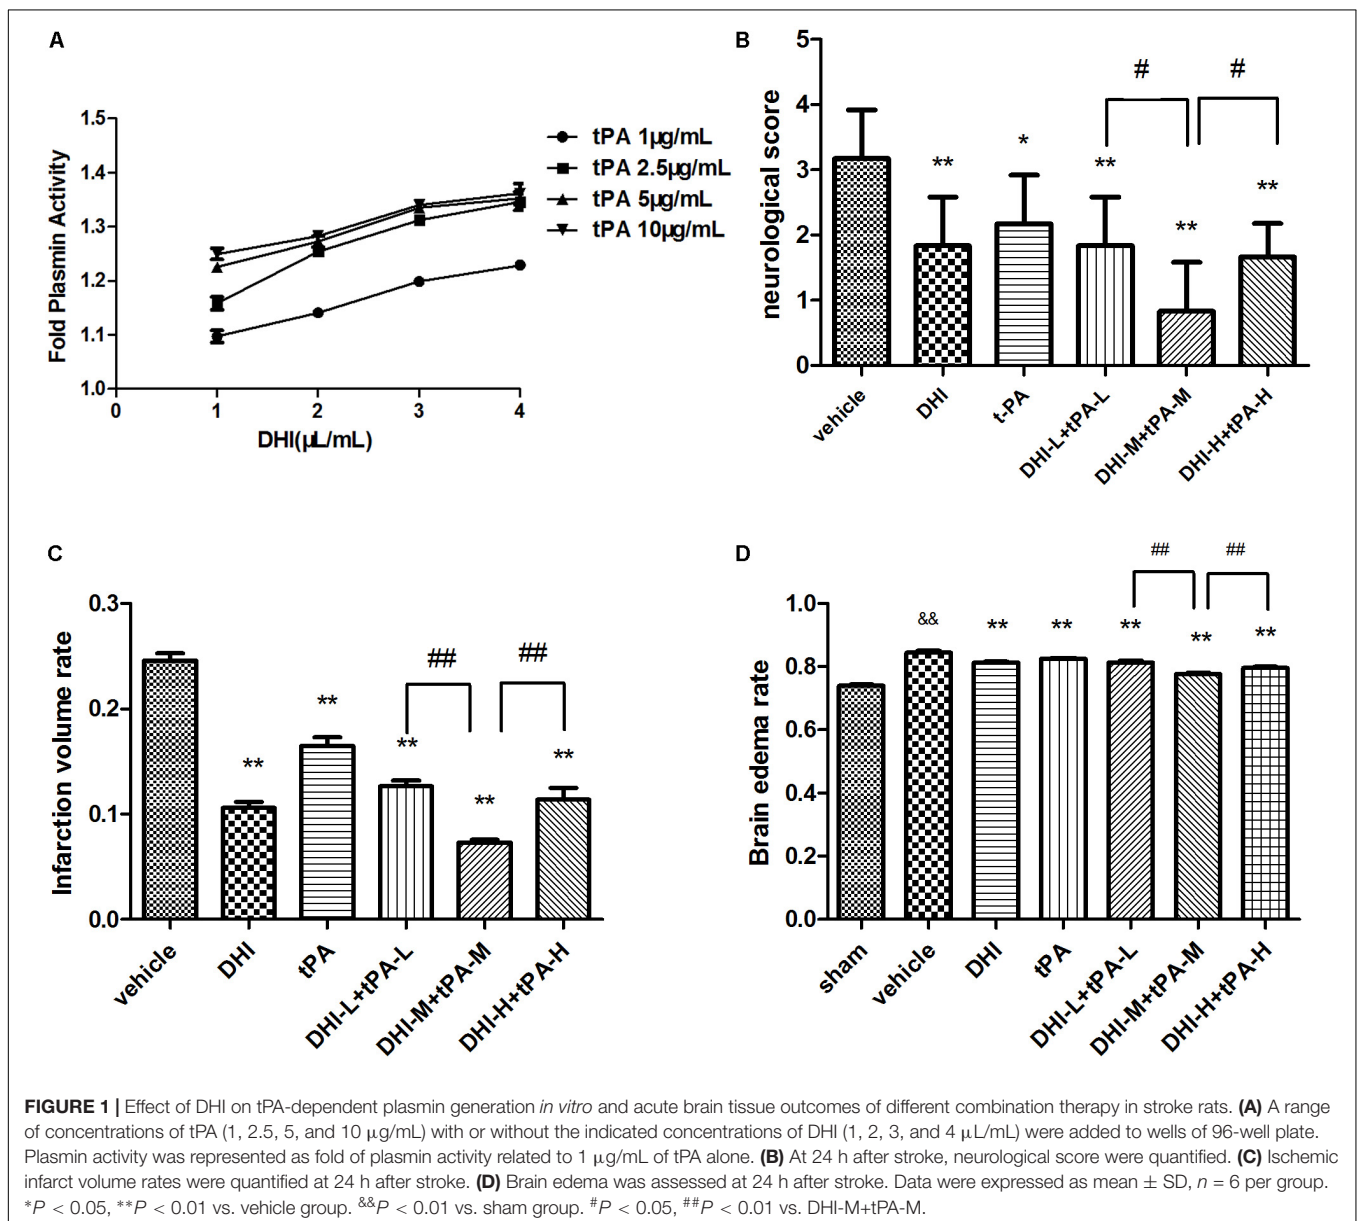 A
1.5
1.4
1.3
1.2
1.1
1.0
Fold Plasmin Activity
0
1
2
3
4
DHI(µL/mL)
tPA 1µg/mL
tPA 2.5µg/mL
tPA 5µg/mL
tPA 10µg/mL
B
5
4
3
2
1
0
neurological score
**
*
**
**
**
#
#
vehicle
DHI
t-PA
DHI-L+tPA-L
DHI-M+tPA-M
DHI-H+tPA-H
C
0.3
0.2
0.1
0.0
Infarction volume rate
**
**
**
**
**
##
##
vehicle
DHI
tPA
DHI-L+tPA-L
DHI-M+tPA-M
DHI-H+tPA-H
D
1.0
0.8
0.6
0.4
0.2
0.0
Brain edema rate
&&
**
**
**
**
**
##
##
sham
vehicle
DHI
tPA
DHI-L+tPA-L
DHI-M+tPA-M
DHI-H+tPA-H
FIGURE 1 | Effect of DHI on tPA-dependent plasmin generation in vitro and acute brain tissue outcomes of different combination therapy in stroke rats. (A) A range
of concentrations of tPA (1, 2.5, 5, and 10 μg/mL) with or without the indicated concentrations of DHI (1, 2, 3, and 4 μL/mL) were added to wells of 96-well plate.
Plasmin activity was represented as fold of plasmin activity related to 1 μg/mL of tPA alone. (B) At 24 h after stroke, neurological score were quantified. (C) Ischemic
infarct volume rates were quantified at 24 h after stroke. (D) Brain edema was assessed at 24 h after stroke. Data were expressed as mean ± SD, n = 6 per group.
*P < 0.05, **P < 0.01 vs. vehicle group. &&P < 0.01 vs. sham group. #P < 0.05, ##P < 0.01 vs. DHI-M+tPA-M.